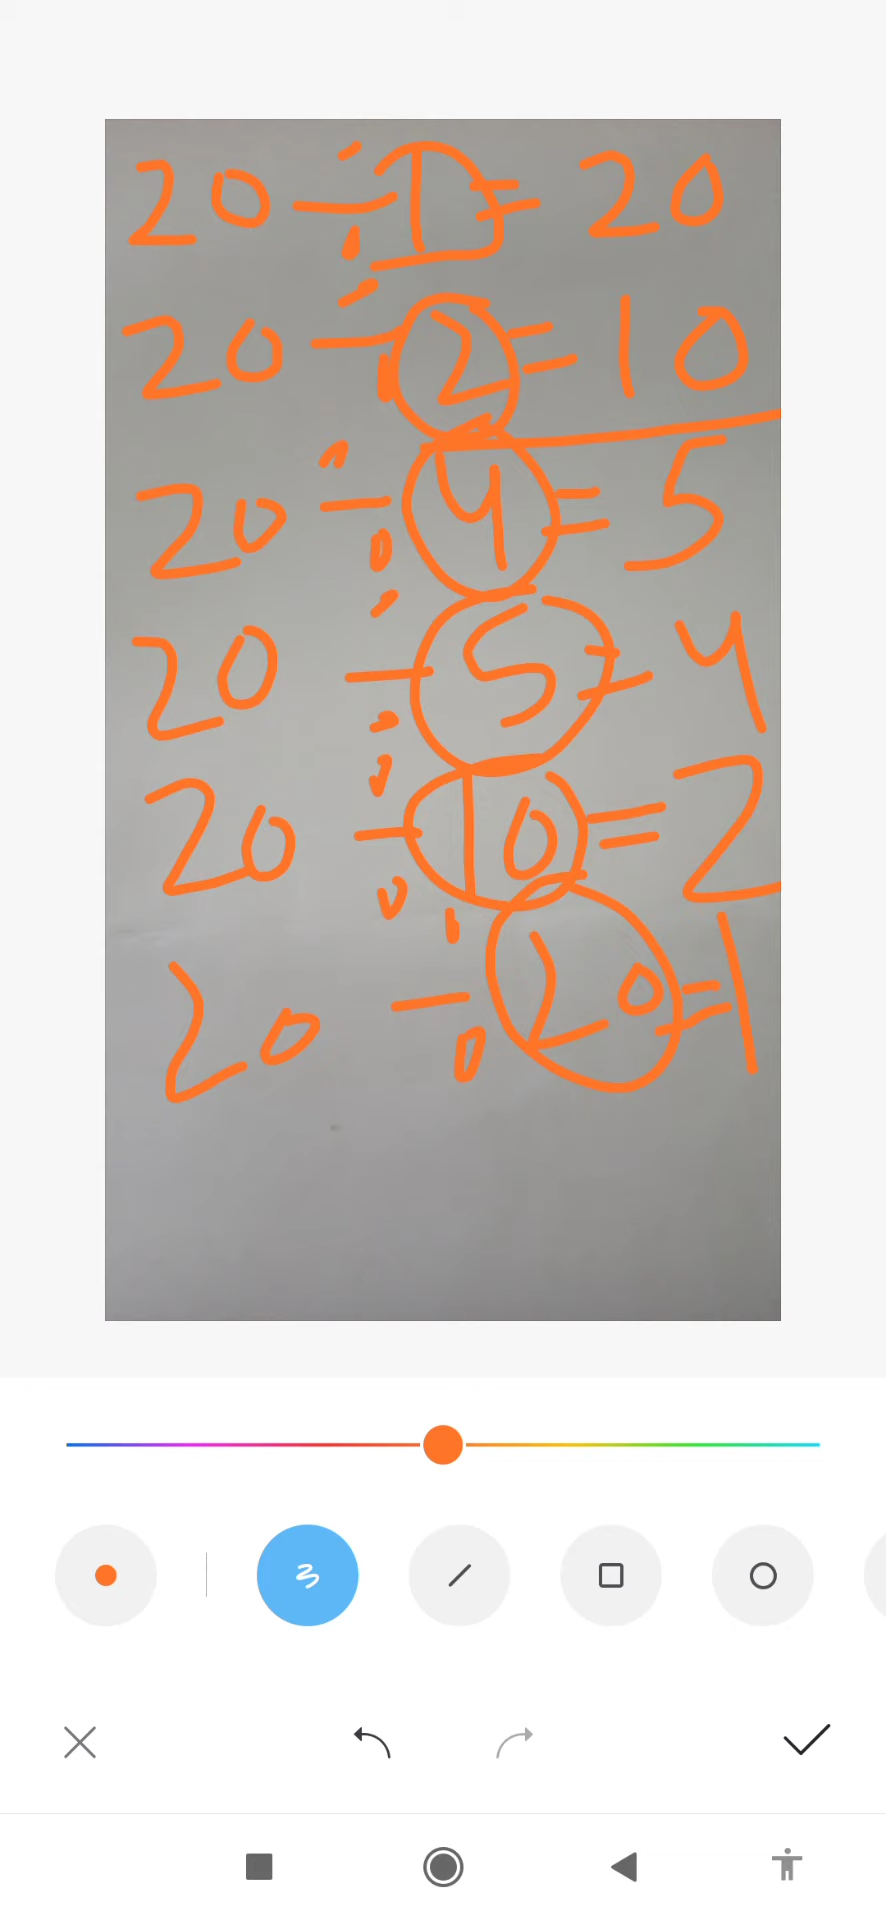 20 ÷ 1 = 20
20 ÷ 2 = 10
20 ÷ 4 = 5
20 ÷ 5 = 4
20 ÷ 10 = 2
20 ÷ 20 = 1